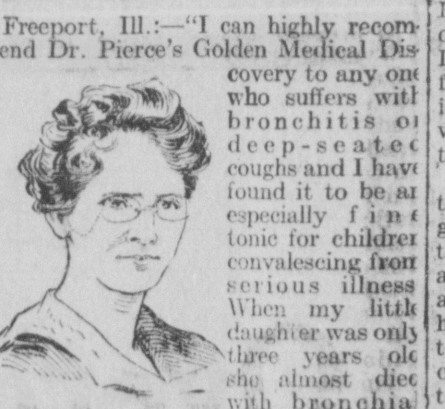 Freeport, Ill.:—"I can highly recom-
end Dr. Pierce's Golden Medical Dis-
covery to any one
who suffers with
bronchitis or
deep-seated
coughs and I have
found it to be an
especially fine
tonic for children
convalescing from
serious illness
When my little
daughter was only
three years old
she almost died
with bronchial